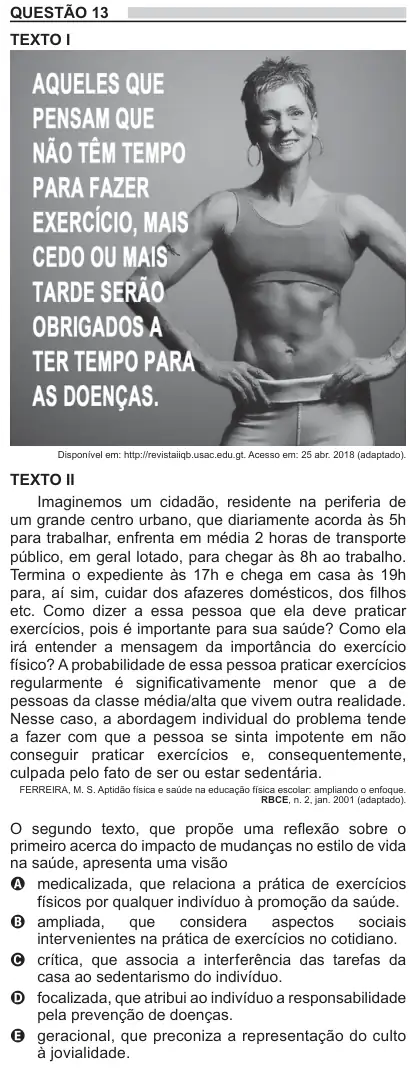 QUESTÃO 13
TEXTO I
AQUELES QUE
PENSAM QUE
NÃO TÊM TEMPO
PARA FAZER
EXERCÍCIO, MAIS
CEDO OU MAIS
TARDE SERÃO
OBRIGADOS A
TER TEMPO PARA
AS DOENÇAS.
Disponível em: http://revistaiiqb.usac.edu.gt. Acesso em: 25 abr. 2018 (adaptado).
TEXTO II
Imaginemos um cidadão, residente na periferia de
um grande centro urbano, que diariamente acorda às 5h
para trabalhar, enfrenta em média 2 horas de transporte
público, em geral lotado, para chegar às 8h ao trabalho.
Termina o expediente às 17h e chega em casa às 19h
para, aí sim, cuidar dos afazeres domésticos, dos filhos
etc. Como dizer a essa pessoa que ela deve praticar
exercícios, pois é importante para sua saúde? Como ela
irá entender a mensagem da importância do exercício
físico? A probabilidade de essa pessoa praticar exercícios
regularmente é significativamente menor que a de
pessoas da classe média/alta que vivem outra realidade.
Nesse caso, a abordagem individual do problema tende
a fazer com que a pessoa se sinta impotente em não
conseguir praticar exercícios e, consequentemente,
culpada pelo fato de ser ou estar sedentária.
FERREIRA, M. S. Aptidão física e saúde na educação física escolar: ampliando o enfoque.
RBCE, n. 2, jan. 2001 (adaptado).
O segundo texto, que propõe uma reflexão sobre o
primeiro acerca do impacto de mudanças no estilo de vida
na saúde, apresenta uma visão
A medicalizada, que relaciona a prática de exercícios
físicos por qualquer indivíduo à promoção da saúde.
B ampliada, que considera aspectos sociais
intervenientes na prática de exercícios no cotidiano.
C crítica, que associa a interferência das tarefas da
casa ao sedentarismo do indivíduo.
D focalizada, que atribui ao indivíduo a responsabilidade
pela prevenção de doenças.
E geracional, que preconiza a representação do culto
à jovialidade.